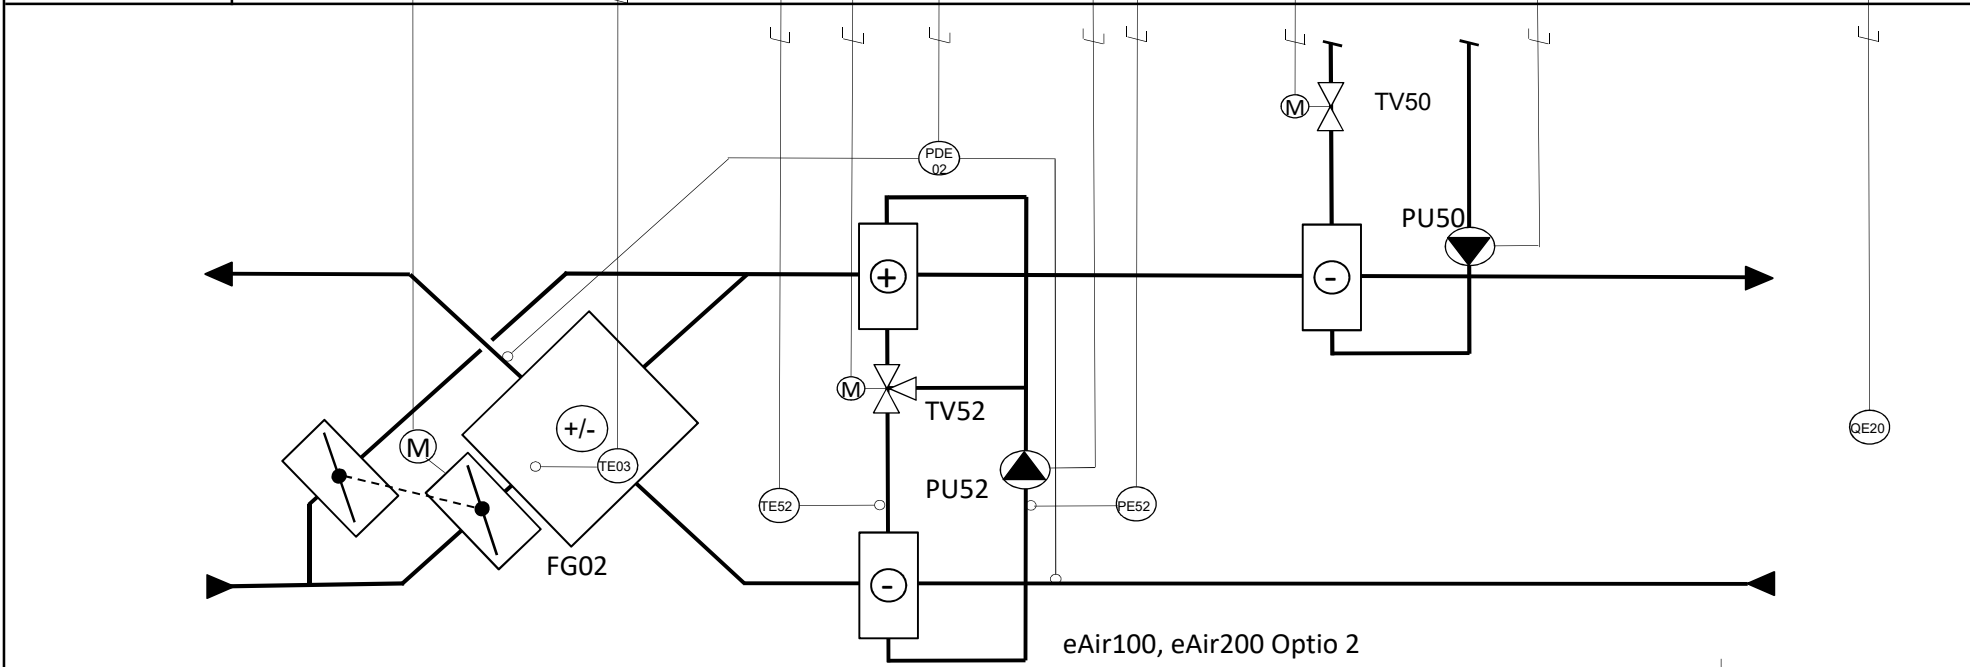 TV50
M
PDE
02
PU50
+
-
M
TV52
+/-
M
TE03
QE20
PU52
TE52
PE52
FG02
-
eAir100, eAir200 Optio 2